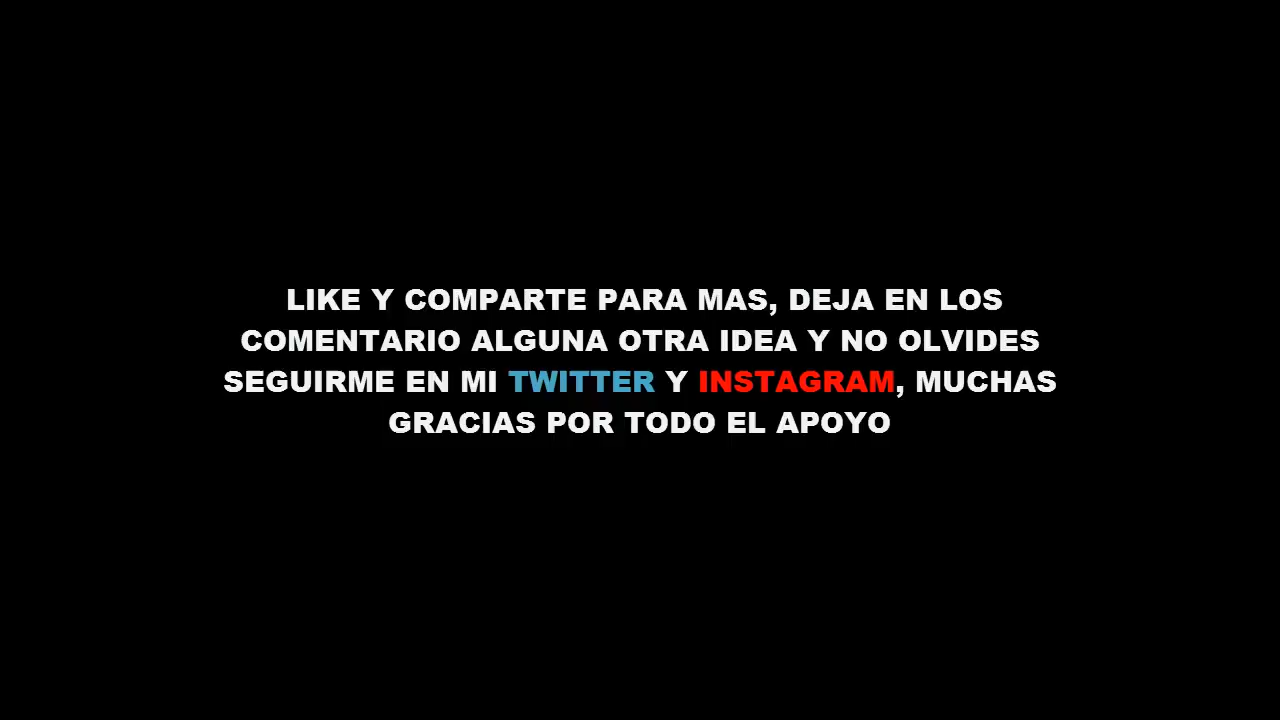 LIKE Y COMPARTE PARA MAS, DEJA EN LOS
COMENTARIO ALGUNA OTRA IDEA Y NO OLVIDES
SEGUIRME EN MI TWITTER Y INSTAGRAM, MUCHAS
GRACIAS POR TODO EL APOYO